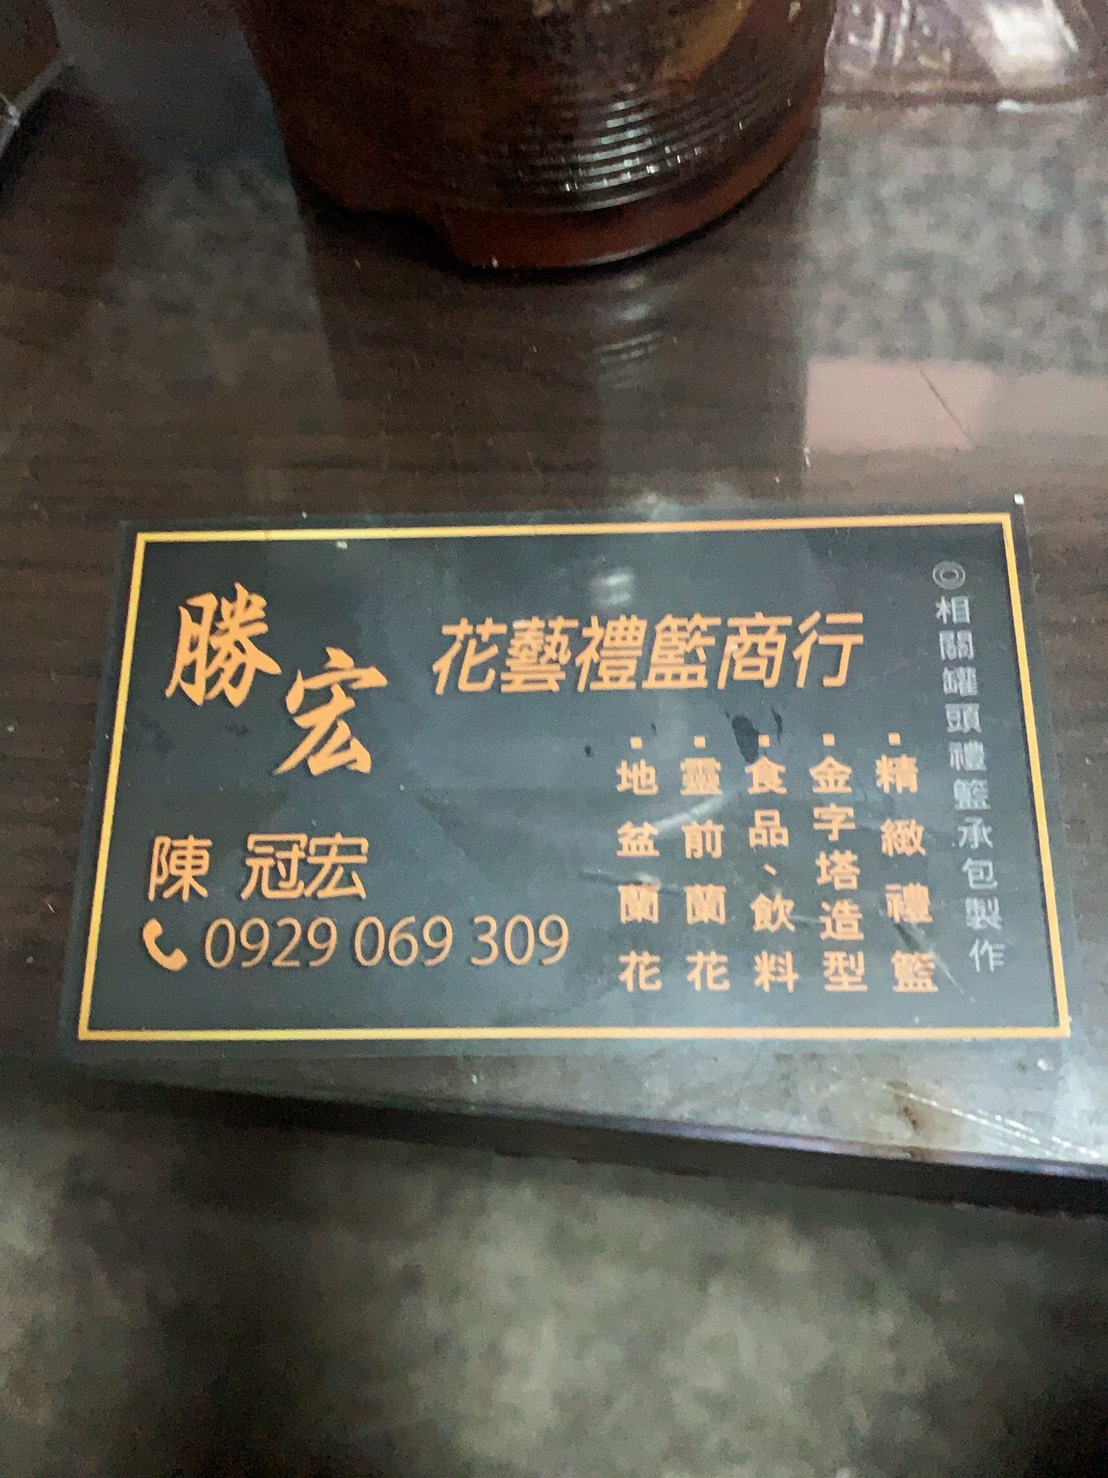 勝宏
花藝禮籃商行
◎相關罐頭禮籃承包製作
▪精緻禮籃
▪金字塔造型
▪食品、飲料
▪靈前蘭花
▪地盆蘭花
陳 冠宏
0929 069 309